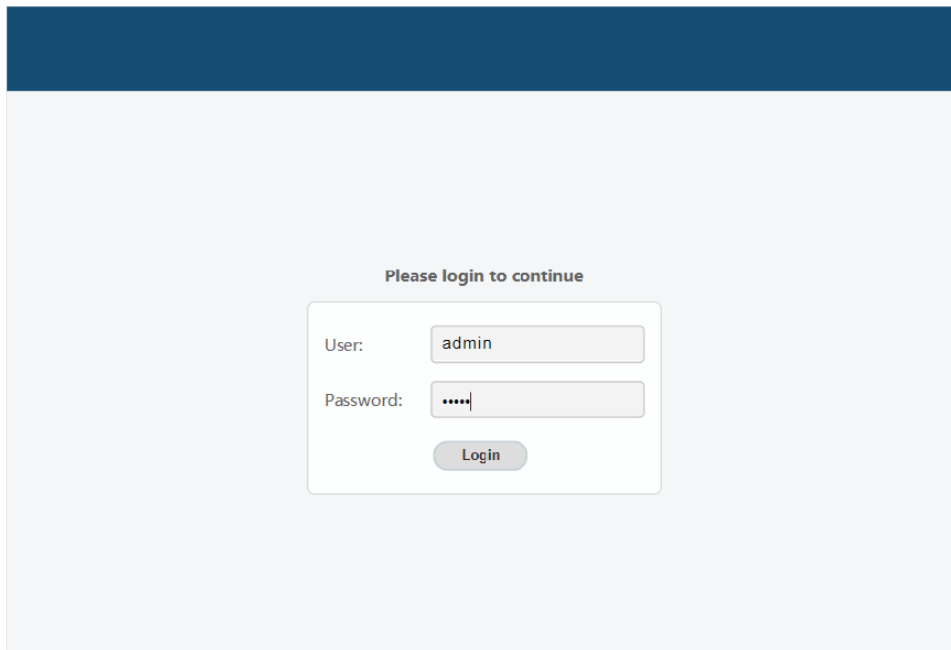 Please login to continue
User: admin
Password: •••••
Login